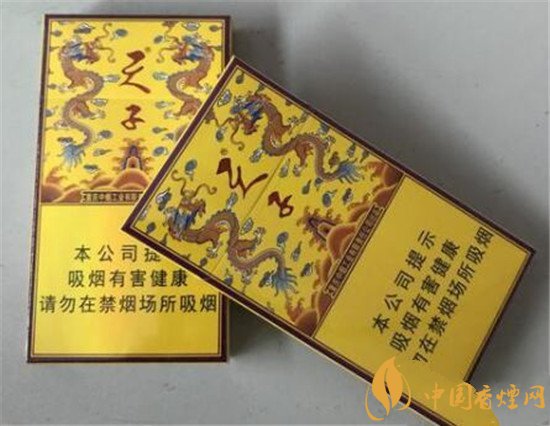 天子
本公司提
吸烟有害健康
请勿在禁烟场所吸烟
天子
本公司提示
吸烟有害健康
勿在禁烟场所吸烟
中国香烟网